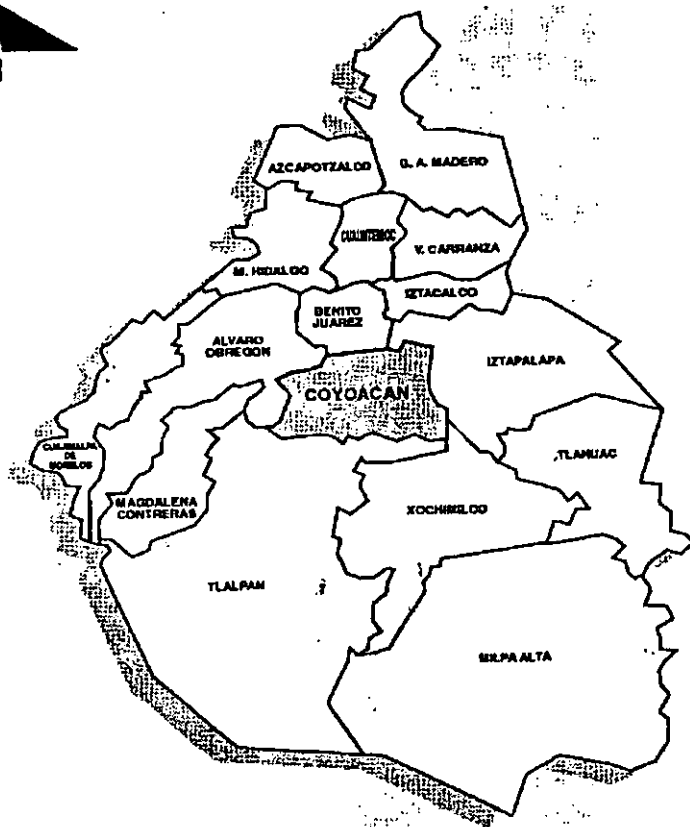 AZCAPOTZALCO
G. A. MADERO
CUAUHTEMOC
V. CARRANZA
M. HIDALGO
IZTACALCO
BENITO
JUAREZ
ALVARO
OBREGON
IZTAPALAPA
COYOACAN
CUAJIMALPA
DE
MORELOS
TLAHUAC
MAGDALENA
CONTRERAS
XOCHIMILCO
TLALPAN
MILPA ALTA